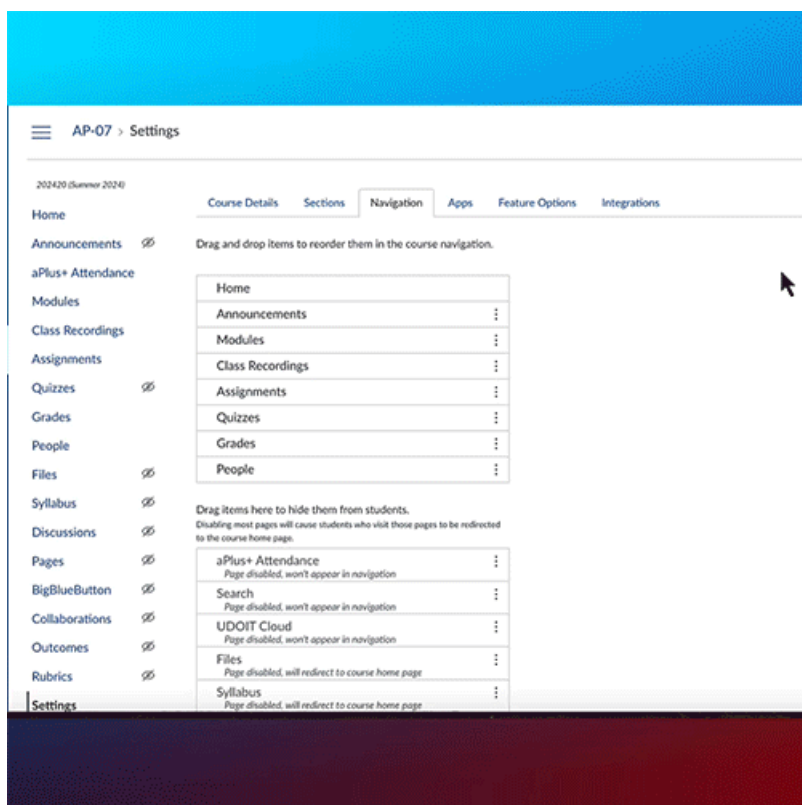 AP-07 > Settings
202420 (Summer 2024)
Home
Announcements
aPlus+ Attendance
Modules
Class Recordings
Assignments
Quizzes
Grades
People
Files
Syllabus
Discussions
Pages
BigBlueButton
Collaborations
Outcomes
Rubrics
Settings
Course Details Sections Navigation Apps Feature Options Integrations
Drag and drop items to reorder them in the course navigation.
Home
Announcements
Modules
Class Recordings
Assignments
Quizzes
Grades
People
Drag items here to hide them from students.
Disabling most pages will cause students who visit those pages to be redirected
to the course home page.
aPlus+ Attendance
Page disabled, won't appear in navigation
Search
Page disabled, won't appear in navigation
UDOIT Cloud
Page disabled, won't appear in navigation
Files
Page disabled, will redirect to course home page
Syllabus
Page disabled, will redirect to course home page